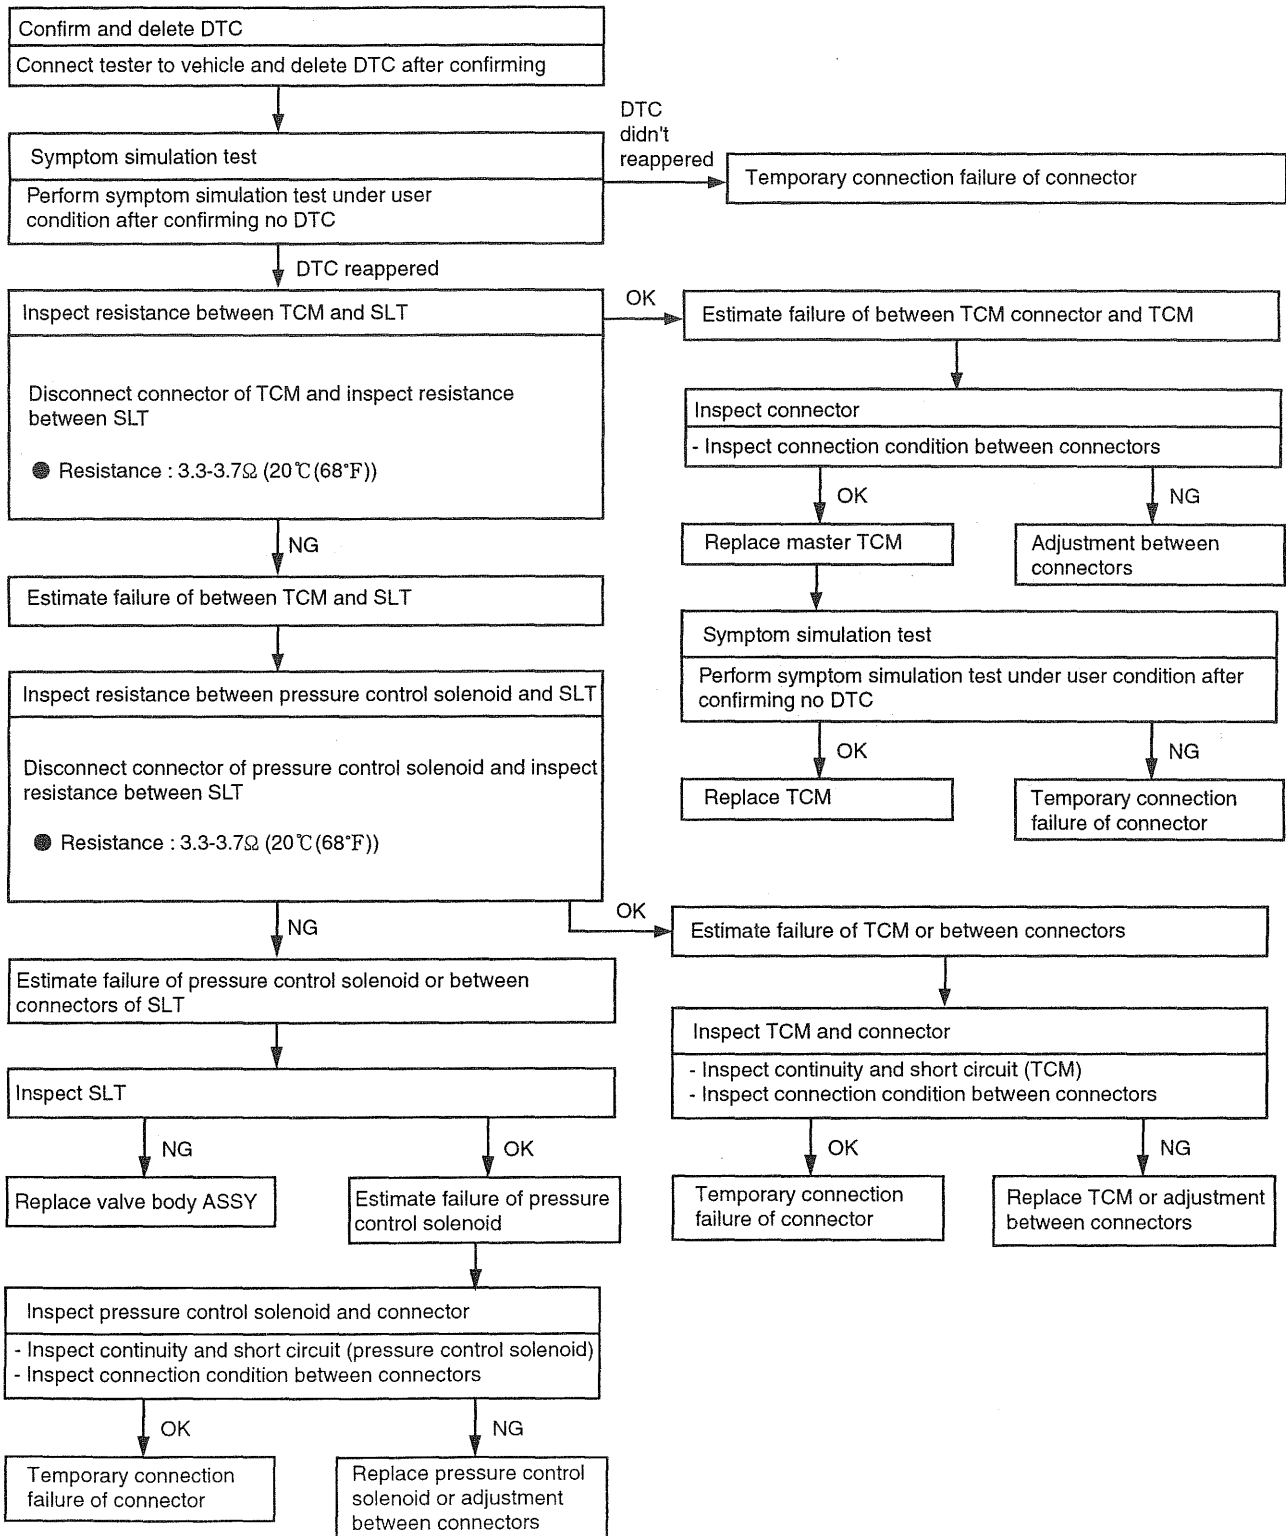 Confirm and delete DTC
Connect tester to vehicle and delete DTC after confirming
DTC
didn't
reappered
Symptom simulation test
Perform symptom simulation test under user
condition after confirming no DTC
Temporary connection failure of connector
DTC reappered
Inspect resistance between TCM and SLT
Disconnect connector of TCM and inspect resistance
between SLT
● Resistance : 3.3-3.7Ω (20℃(68°F))
OK
Estimate failure of between TCM connector and TCM
Inspect connector
- Inspect connection condition between connectors
OK
NG
Replace master TCM
Adjustment between
connectors
Symptom simulation test
Perform symptom simulation test under user condition after
confirming no DTC
OK
NG
Replace TCM
Temporary connection
failure of connector
NG
Estimate failure of between TCM and SLT
Inspect resistance between pressure control solenoid and SLT
Disconnect connector of pressure control solenoid and inspect
resistance between SLT
● Resistance : 3.3-3.7Ω (20℃(68°F))
OK
Estimate failure of TCM or between connectors
Inspect TCM and connector
- Inspect continuity and short circuit (TCM)
- Inspect connection condition between connectors
OK
NG
Temporary connection
failure of connector
Replace TCM or adjustment
between connectors
NG
Estimate failure of pressure control solenoid or between
connectors of SLT
Inspect SLT
NG
OK
Replace valve body ASSY
Estimate failure of pressure
control solenoid
Inspect pressure control solenoid and connector
- Inspect continuity and short circuit (pressure control solenoid)
- Inspect connection condition between connectors
OK
NG
Temporary connection
failure of connector
Replace pressure control
solenoid or adjustment
between connectors